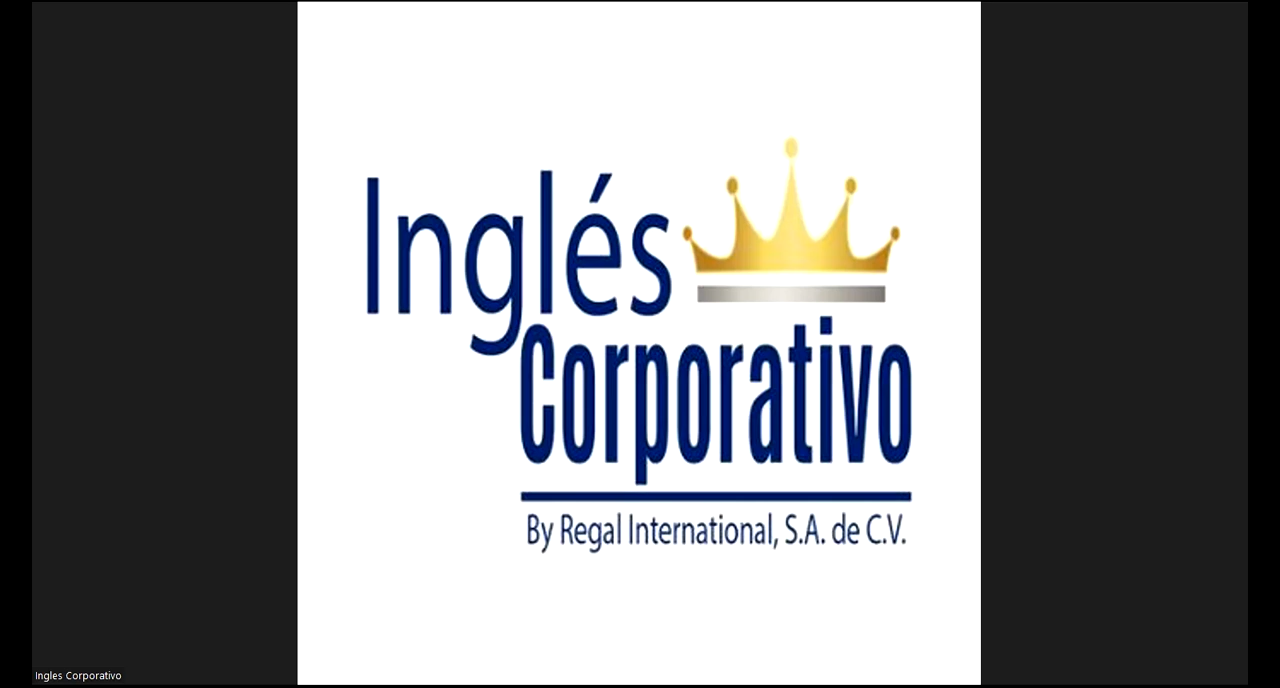 Inglés
Corporativo
By Regal International, S.A. de C.V.
Ingles Corporativo